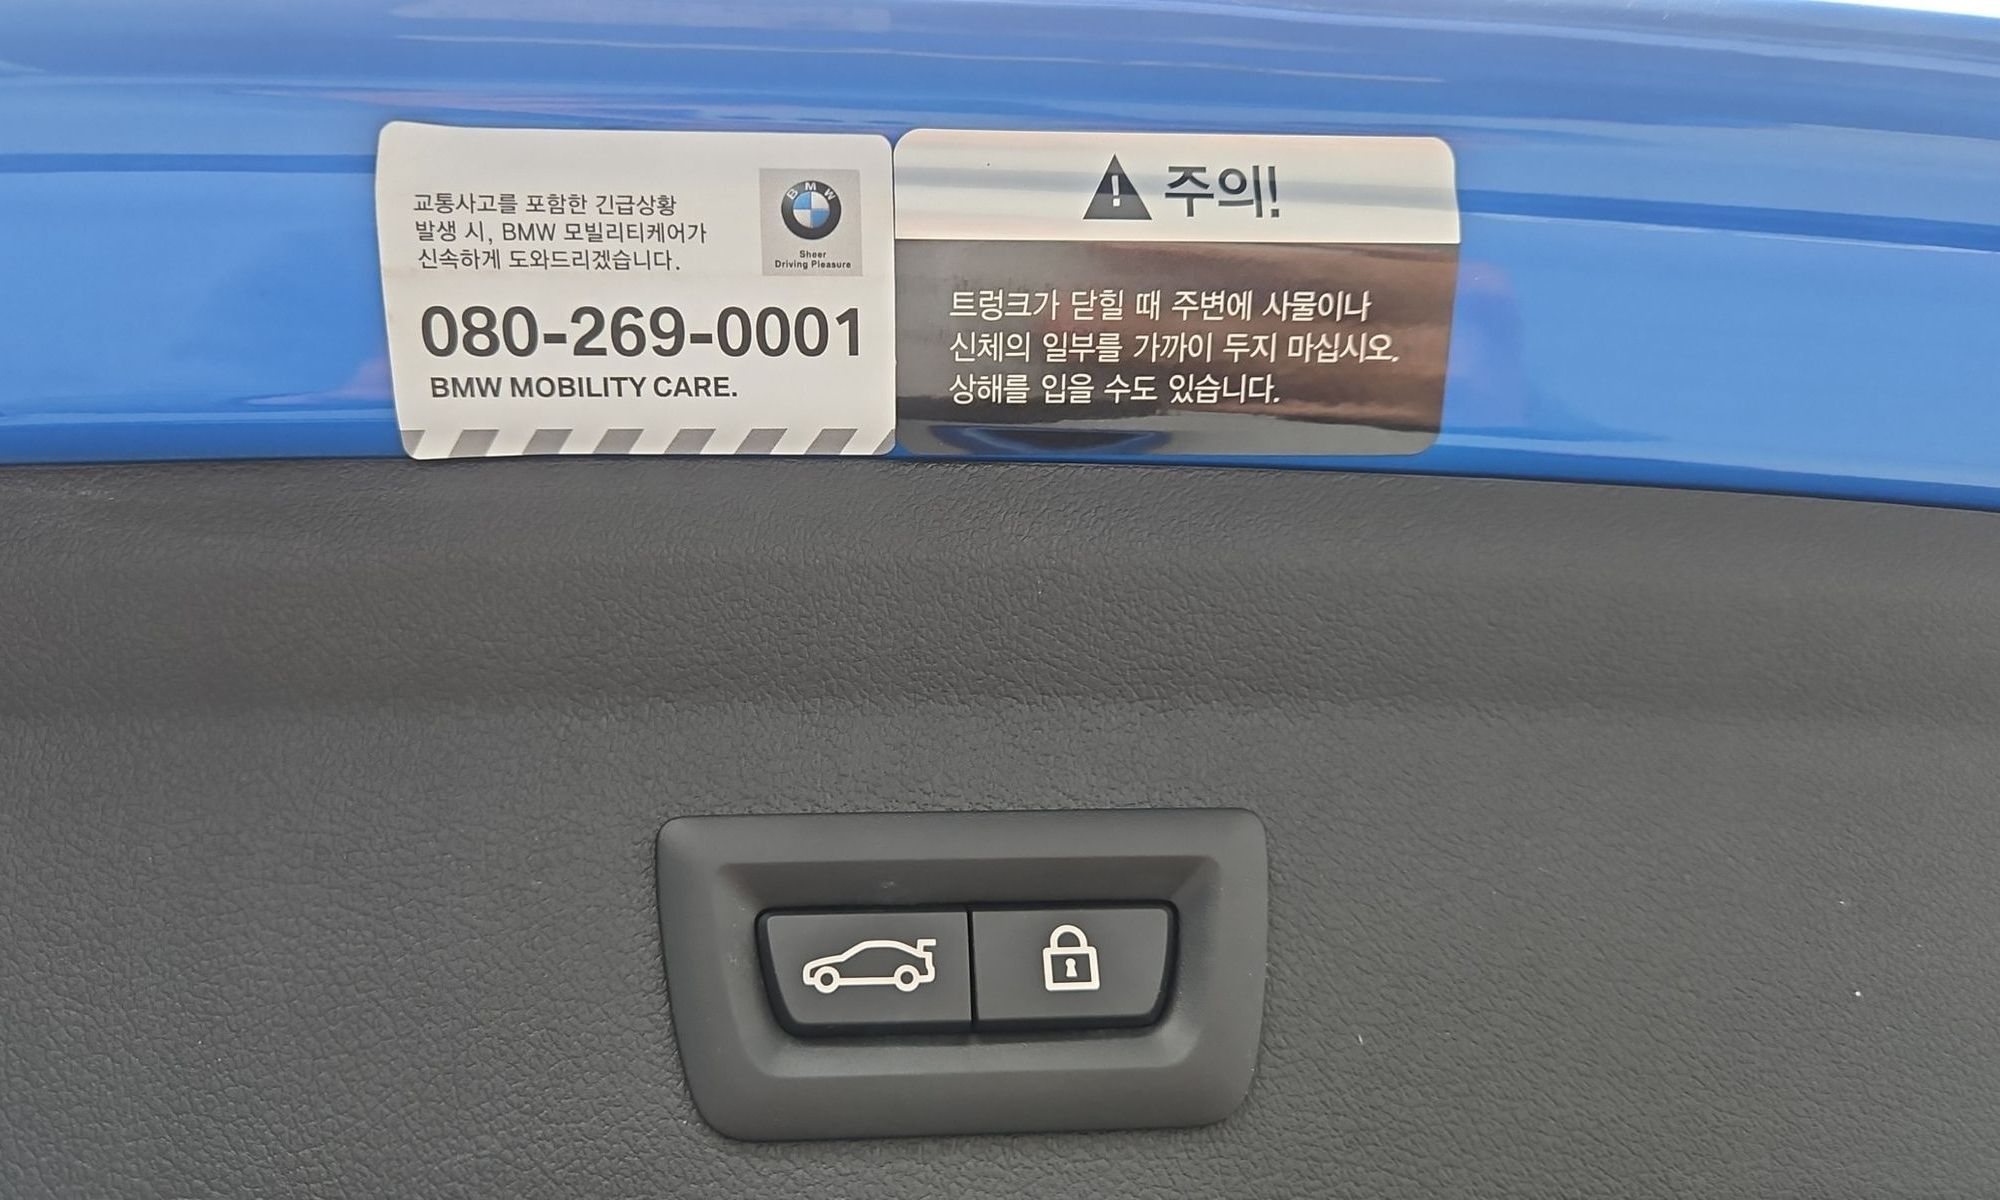 교통사고를 포함한 긴급상황
발생 시, BMW 모빌리티케어가
신속하게 도와드리겠습니다.
BMW
Sheer
Driving Pleasure
080-269-0001
BMW MOBILITY CARE.
주의!
트렁크가 닫힐 때 주변에 사물이나
신체의 일부를 가까이 두지 마십시오.
상해를 입을 수도 있습니다.